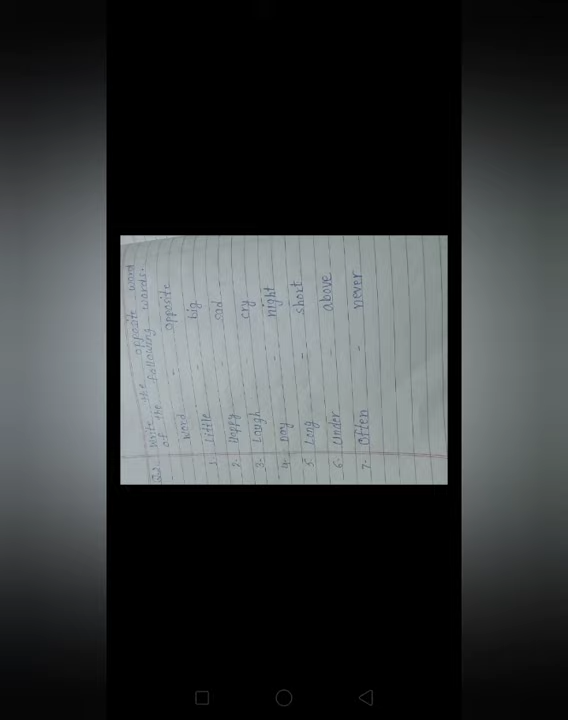 Q.2. Write the opposite word
of the following words.
Word - opposite
1. Little - big
2. Happy - sad
3. Laugh - cry
4. Day - night
5. Long - short
6. Under - above
7. Often - never